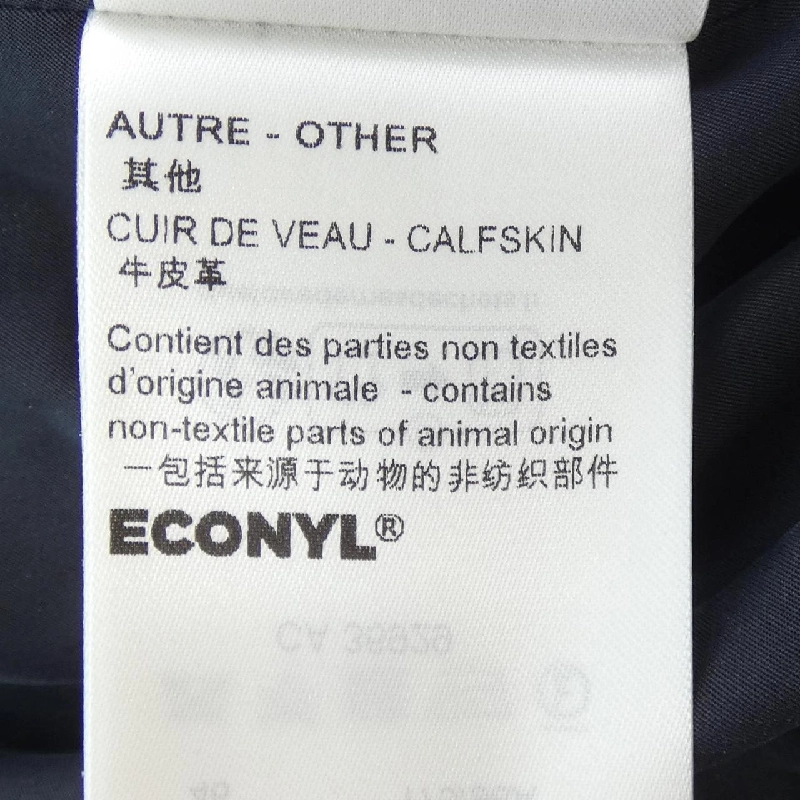 AUTRE - OTHER
其他
CUIR DE VEAU - CALFSKIN
牛皮革
Contient des parties non textiles
d'origine animale - contains
non-textile parts of animal origin
一包括来源于动物的非纺织部件
ECONYL®
CA 36929